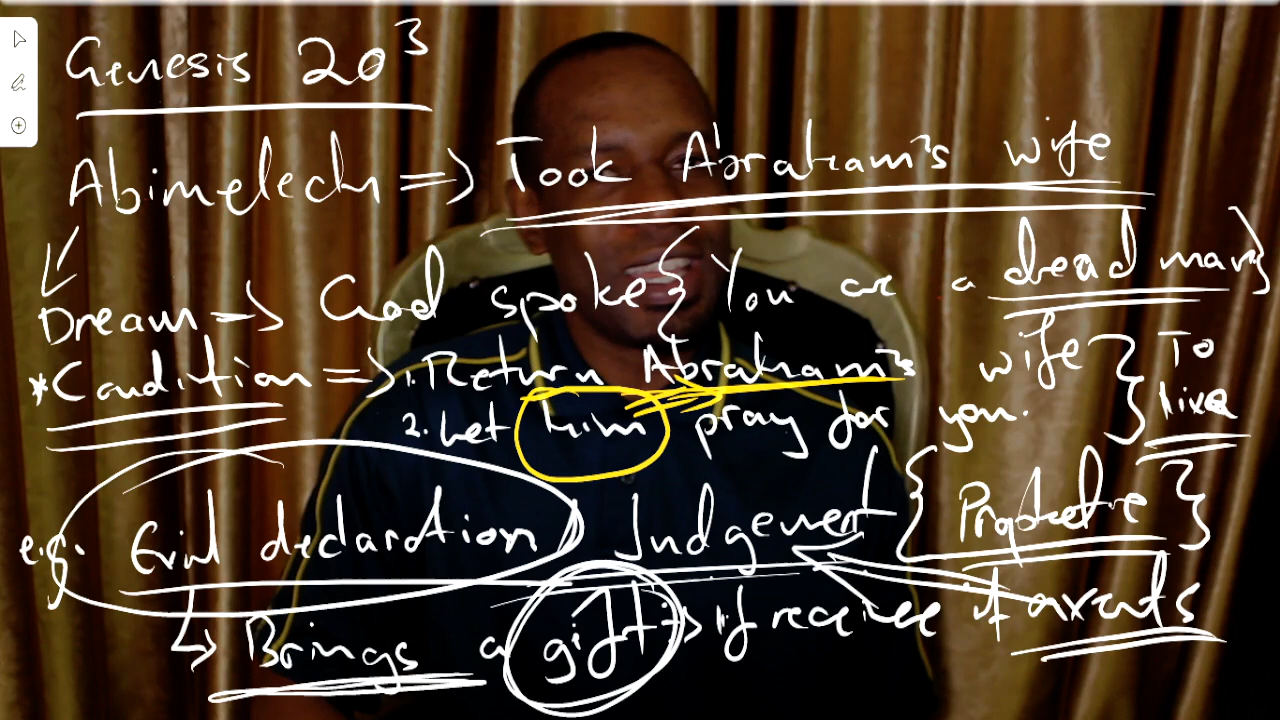 Genesis 20³
Abimelech => Took Abraham's wife
Dream => God spoke { You are a dead man }
*Condition => 1. Return Abraham's wife } To live
2. Let him pray for you.
e.g. Evil declaration Judgement { Prophetic }
↳ Brings a gift → if receive it averts